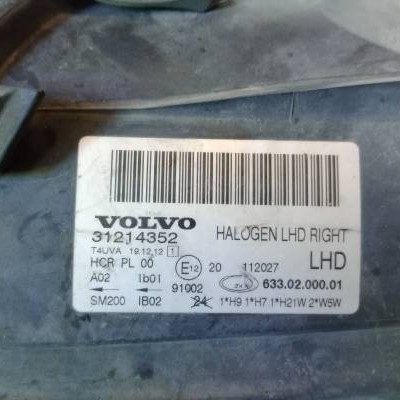 VOLVO
31214352 HALOGEN LHD RIGHT
T4UVA 19.12.12 1
HCR PL 00 E12 20 112027 LHD
A02 1b01 91002 633.02.000.01
SM200 IB02 24 1*H9 1*H7 1*H21W 2*W5W